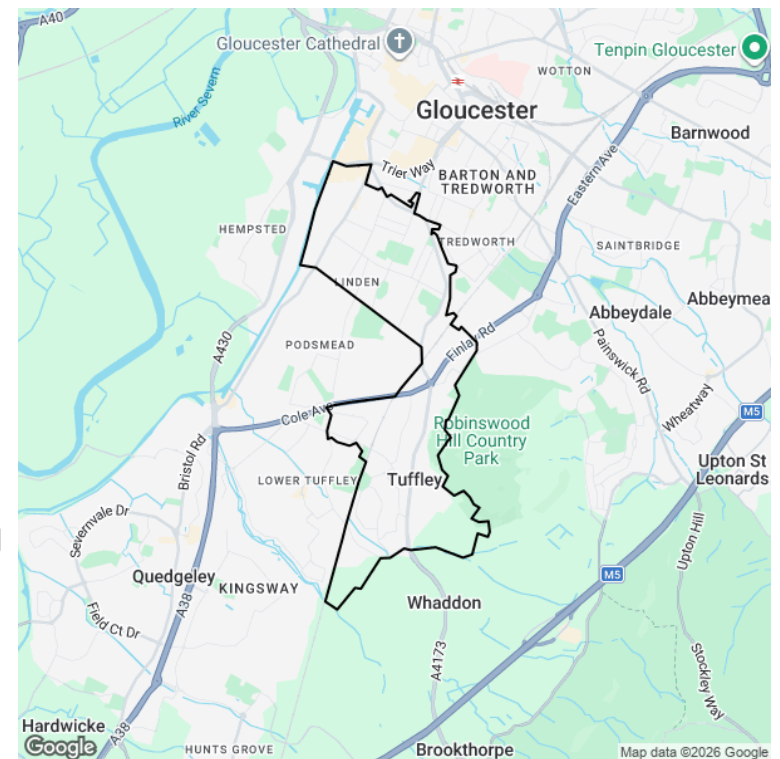 A40
Gloucester Cathedral
Tenpin Gloucester
WOTTON
River Severn
Gloucester
Barnwood
Trier Way
Eastern Ave
BARTON AND
TREDWORTH
HEMPSTED
TREDWORTH
SAINTBRIDGE
LINDEN
Abbeydale
Abbeymea
A430
PODSMEAD
Finlay Rd
Painswick Rd
Wheatway
M5
Cole Ave
Robinswood
Hill Country
Park
Bristol Rd
LOWER TUFFLEY
Tuffley
Upton St
Leonards
Severnvale Dr
Upton Hill
Quedgeley
KINGSWAY
M5
A38
Whaddon
Field Ct Dr
A4173
Stockley Way
Hardwicke
A38
HUNTS GROVE
Brookthorpe
Google
Map data ©2026 Google